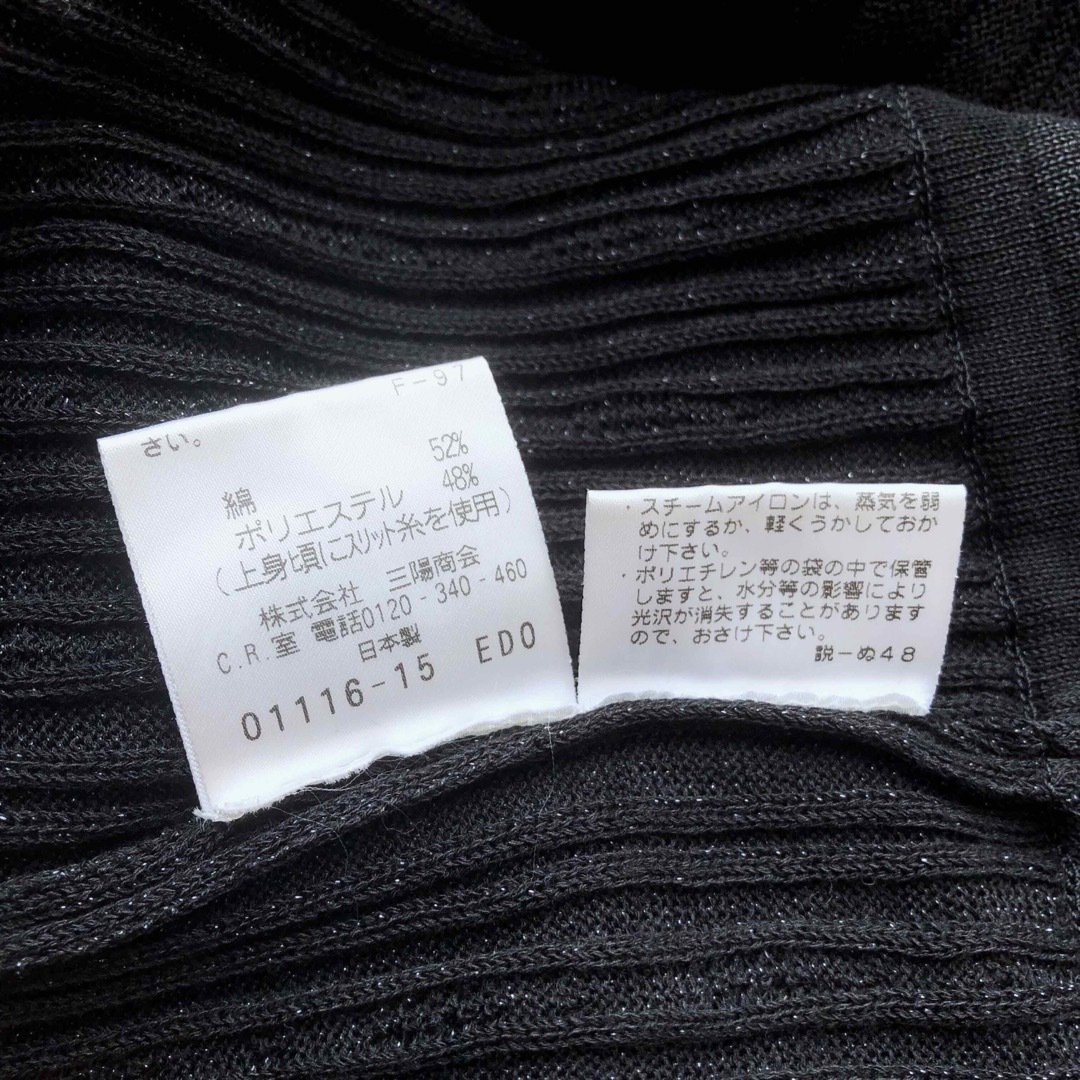 F-97
さい。
綿 52%
ポリエステル 48%
(上身頃にスリット糸を使用)
株式会社 三陽商会
C.R.室 電話0120-340-460
日本製
01116-15 EDO
・スチームアイロンは、蒸気を弱
めにするか、軽くうかしておか
け下さい。
・ポリエチレン等の袋の中で保管
しますと、水分等の影響により
光沢が消失することがあります
ので、おさけ下さい。
説-ぬ48